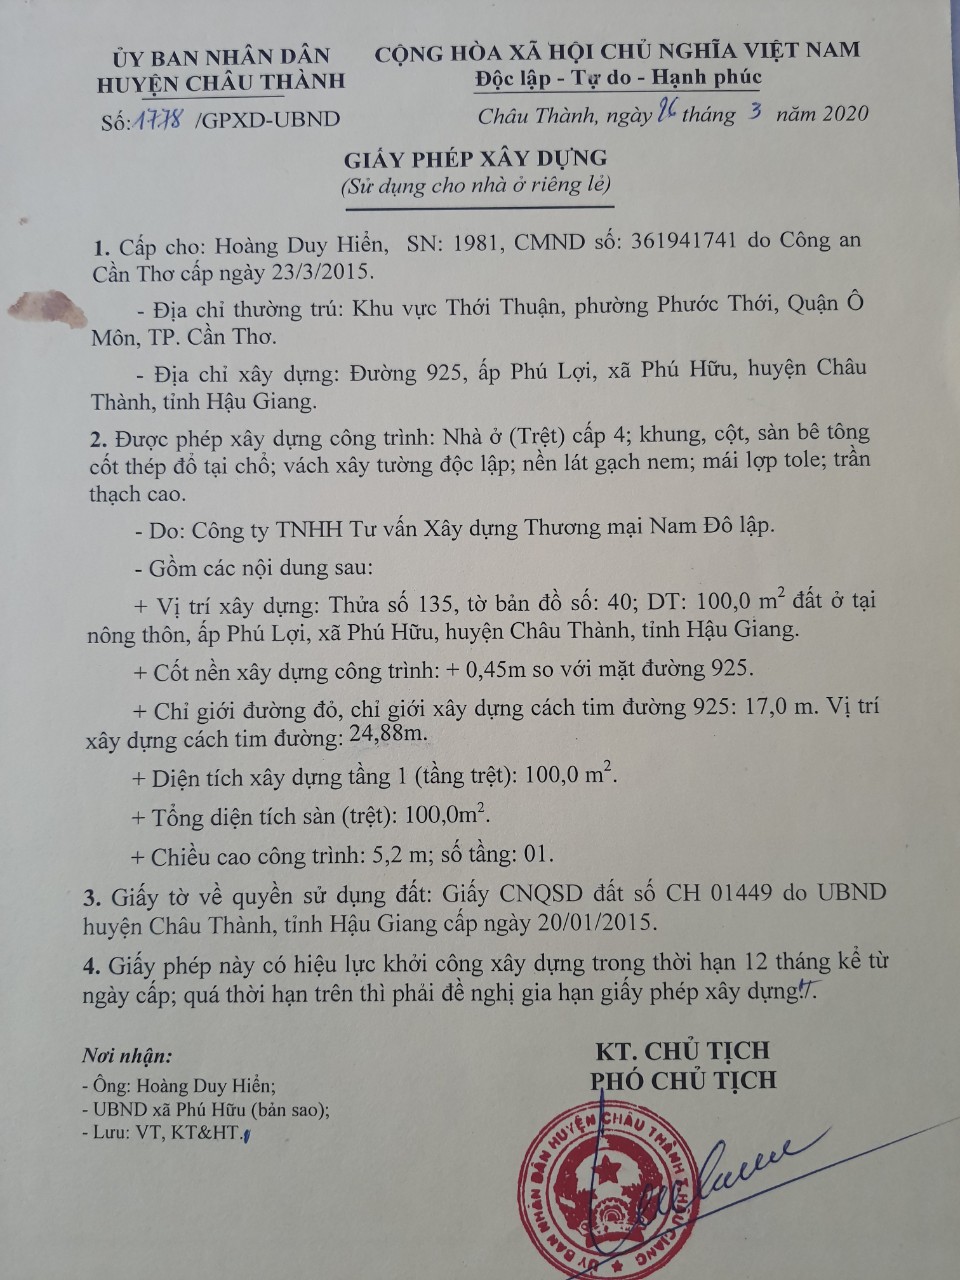 ỦY BAN NHÂN DÂN
HUYỆN CHÂU THÀNH
Số:1778 /GPXD-UBND
CỘNG HÒA XÃ HỘI CHỦ NGHĨA VIỆT NAM
Độc lập - Tự do - Hạnh phúc
Châu Thành, ngày 26 tháng 3 năm 2020
GIẤY PHÉP XÂY DỰNG
(Sử dụng cho nhà ở riêng lẻ)
1. Cấp cho: Hoàng Duy Hiển, SN: 1981, CMND số: 361941741 do Công an
Cần Thơ cấp ngày 23/3/2015.
- Địa chỉ thường trú: Khu vực Thới Thuận, phường Phước Thới, Quận Ô
Môn, TP. Cần Thơ.
- Địa chỉ xây dựng: Đường 925, ấp Phú Lợi, xã Phú Hữu, huyện Châu
Thành, tỉnh Hậu Giang.
2. Được phép xây dựng công trình: Nhà ở (Trệt) cấp 4; khung, cột, sàn bê tông
cốt thép đổ tại chổ; vách xây tường độc lập; nền lát gạch nem; mái lợp tole; trần
thạch cao.
- Do: Công ty TNHH Tư vấn Xây dựng Thương mại Nam Đô lập.
- Gồm các nội dung sau:
+ Vị trí xây dựng: Thửa số 135, tờ bản đồ số: 40; DT: 100,0 m² đất ở tại
nông thôn, ấp Phú Lợi, xã Phú Hữu, huyện Châu Thành, tỉnh Hậu Giang.
+ Cốt nền xây dựng công trình: + 0,45m so với mặt đường 925.
+ Chỉ giới đường đỏ, chỉ giới xây dựng cách tim đường 925: 17,0 m. Vị trí
xây dựng cách tim đường: 24,88m.
+ Diện tích xây dựng tầng 1 (tầng trệt): 100,0 m².
+ Tổng diện tích sàn (trệt): 100,0m².
+ Chiều cao công trình: 5,2 m; số tầng: 01.
3. Giấy tờ về quyền sử dụng đất: Giấy CNQSD đất số CH 01449 do UBND
huyện Châu Thành, tỉnh Hậu Giang cấp ngày 20/01/2015.
4. Giấy phép này có hiệu lực khởi công xây dựng trong thời hạn 12 tháng kể từ
ngày cấp; quá thời hạn trên thì phải đề nghị gia hạn giấy phép xây dựng./.
Nơi nhận:
- Ông: Hoàng Duy Hiển;
- UBND xã Phú Hữu (bản sao);
- Lưu: VT, KT&HT.
KT. CHỦ TỊCH
PHÓ CHỦ TỊCH
ỦY BAN NHÂN DÂN HUYỆN CHÂU THÀNH T.HẬU GIANG